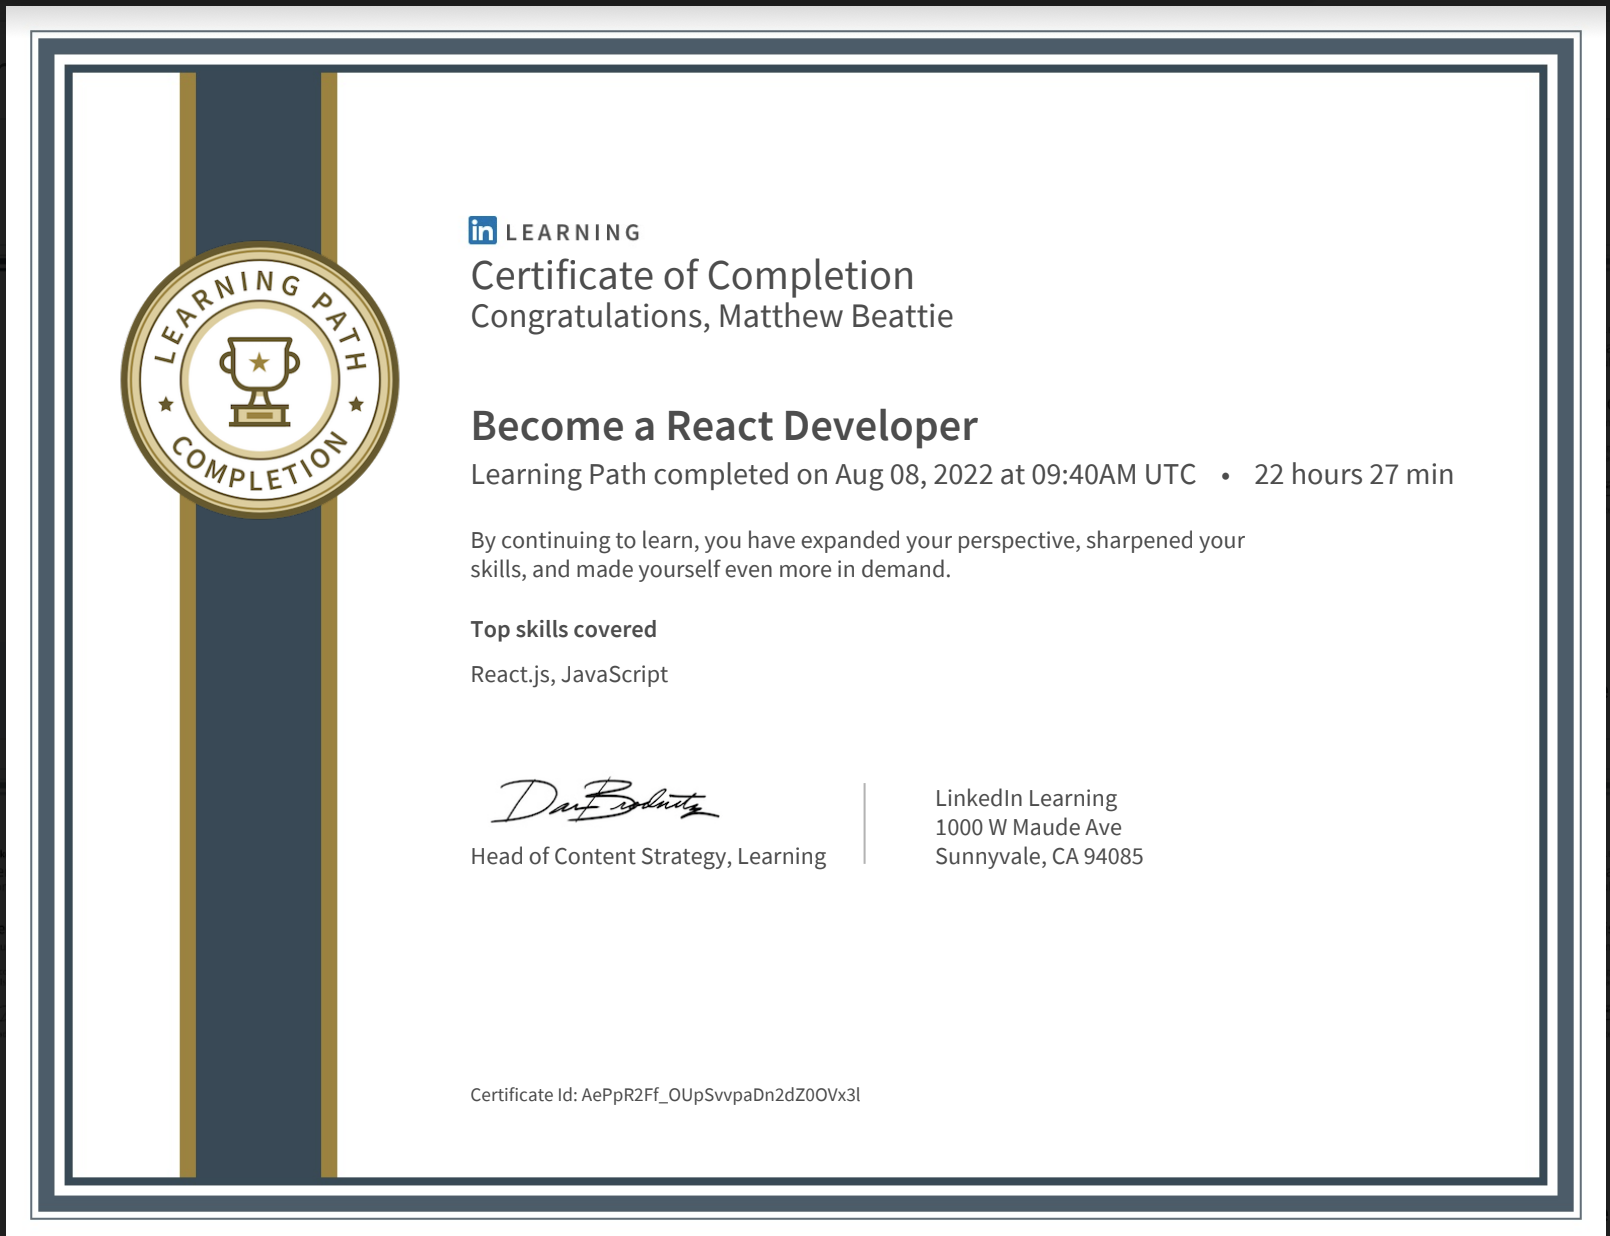 LEARNING PATH
COMPLETION
in LEARNING
Certificate of Completion
Congratulations, Matthew Beattie
Become a React Developer
Learning Path completed on Aug 08, 2022 at 09:40AM UTC • 22 hours 27 min
By continuing to learn, you have expanded your perspective, sharpened your
skills, and made yourself even more in demand.
Top skills covered
React.js, JavaScript
Dan Brodnitz
Head of Content Strategy, Learning
LinkedIn Learning
1000 W Maude Ave
Sunnyvale, CA 94085
Certificate Id: AePpR2Ff_OUpSvvpaDn2dZ0OVx3l